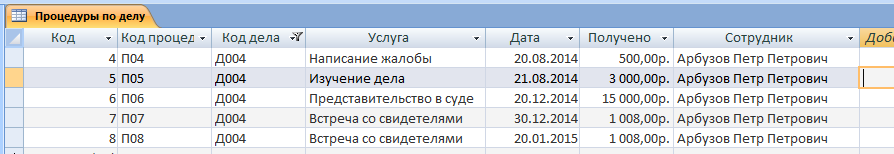 Процедуры по делу
Код Код процед Код дела Услуга Дата Получено Сотрудник Доба
4 П04 Д004 Написание жалобы 20.08.2014 500,00р. Арбузов Петр Петрович
5 П05 Д004 Изучение дела 21.08.2014 3 000,00р. Арбузов Петр Петрович
6 П06 Д004 Представительство в суде 20.12.2014 15 000,00р. Арбузов Петр Петрович
7 П07 Д004 Встреча со свидетелями 30.12.2014 1 008,00р. Арбузов Петр Петрович
8 П08 Д004 Встреча со свидетелями 20.01.2015 1 008,00р. Арбузов Петр Петрович